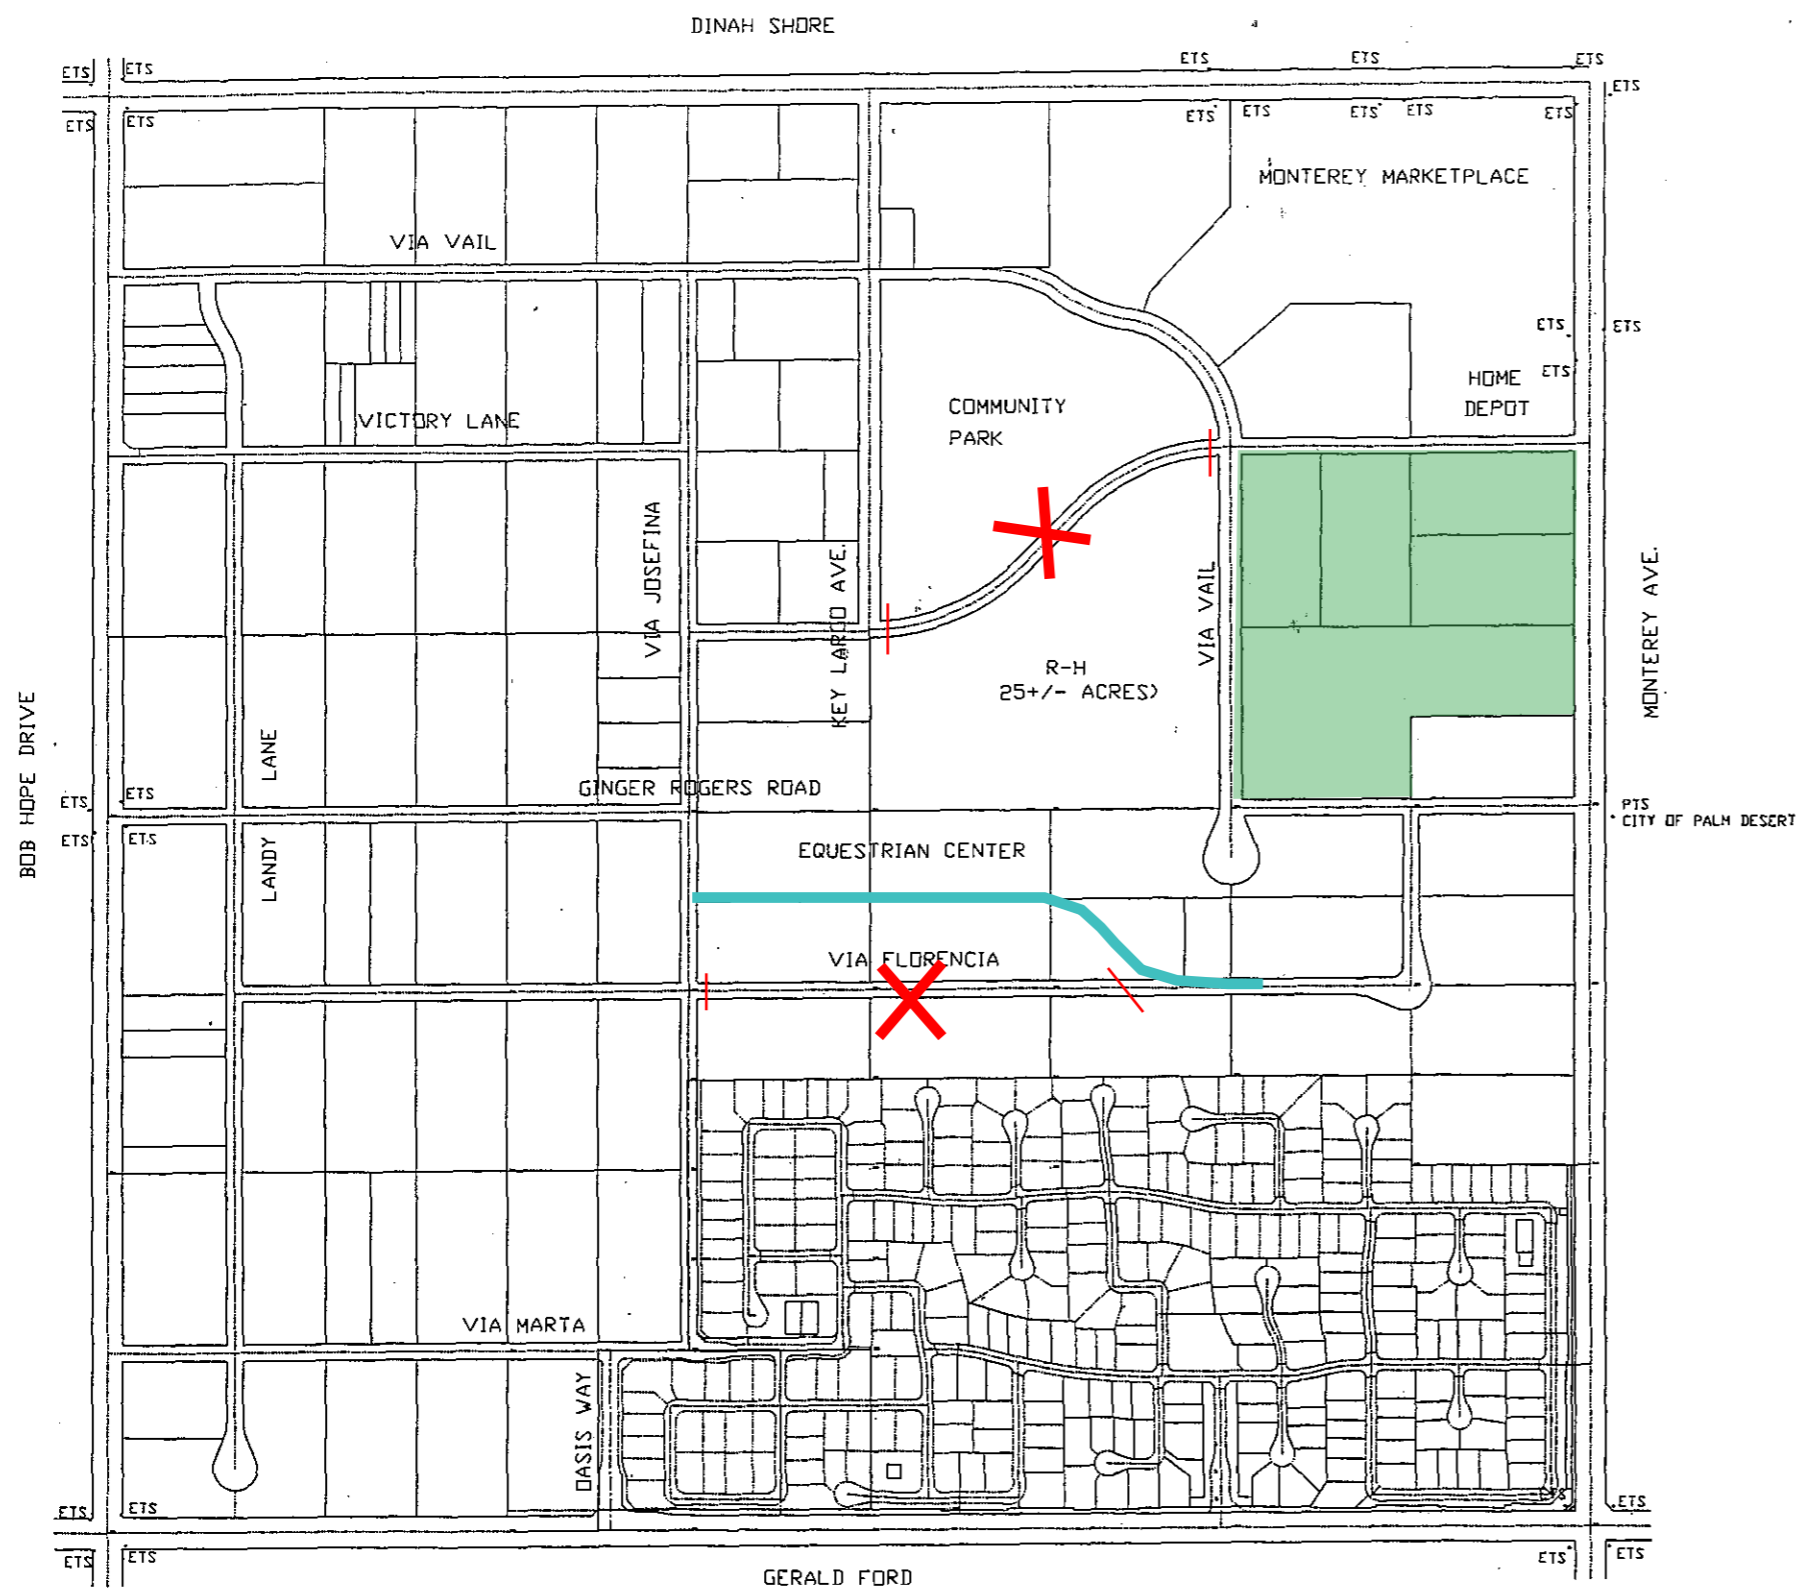 DINAH SHORE
ETS
ETS
ETS
ETS
ETS
ETS
ETS
ETS
ETS
ETS
ETS
ETS
ETS
MONTEREY MARKETPLACE
VIA VAIL
ETS
ETS
ETS
HOME
DEPOT
VICTORY LANE
COMMUNITY
PARK
VIA JOSEFINA
KEY LARGO AVE.
VIA VAIL
MONTEREY AVE.
R-H
25+/- ACRES)
BOB HOPE DRIVE
LANDY LANE
GINGER ROGERS ROAD
ETS
ETS
PTS
CITY OF PALM DESERT
ETS
ETS
EQUESTRIAN CENTER
VIA FLORENCIA
VIA MARTA
OASIS WAY
ETS
ETS
ETS
ETS
ETS
ETS
ETS
GERALD FORD